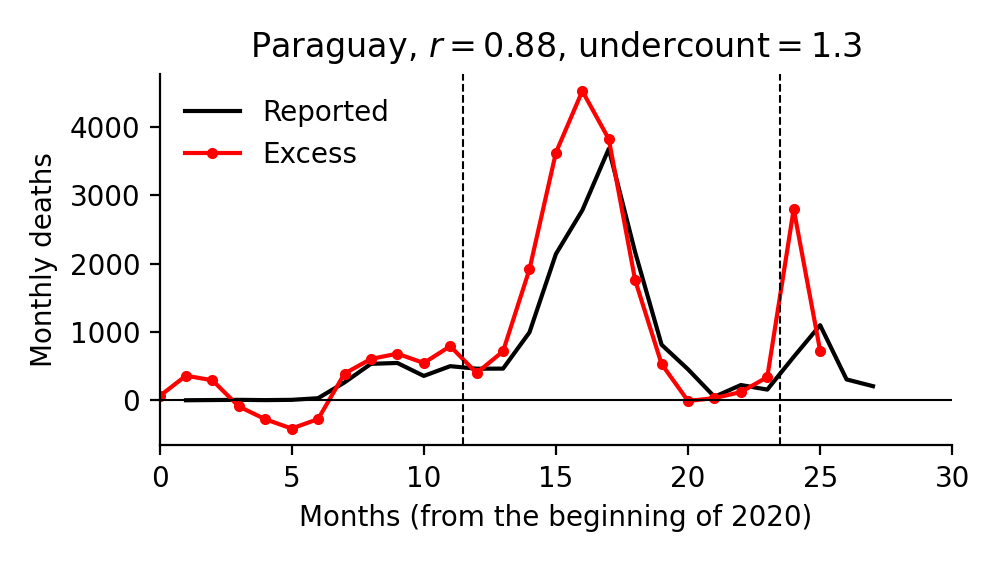 Paraguay, r = 0.88, undercount = 1.3
Reported
Excess
Monthly deaths
4000
3000
2000
1000
0
0 5 10 15 20 25 30
Months (from the beginning of 2020)